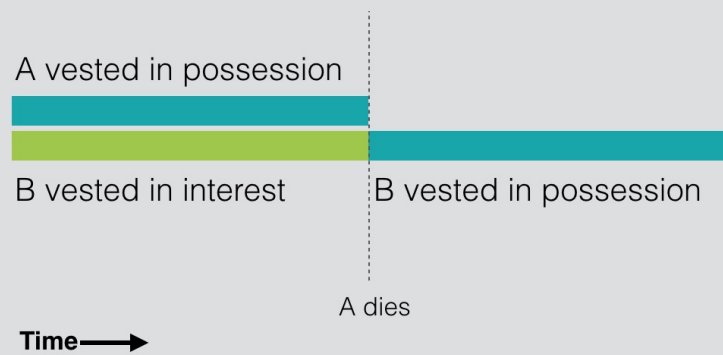 A vested in possession
B vested in interest
B vested in possession
A dies
Time